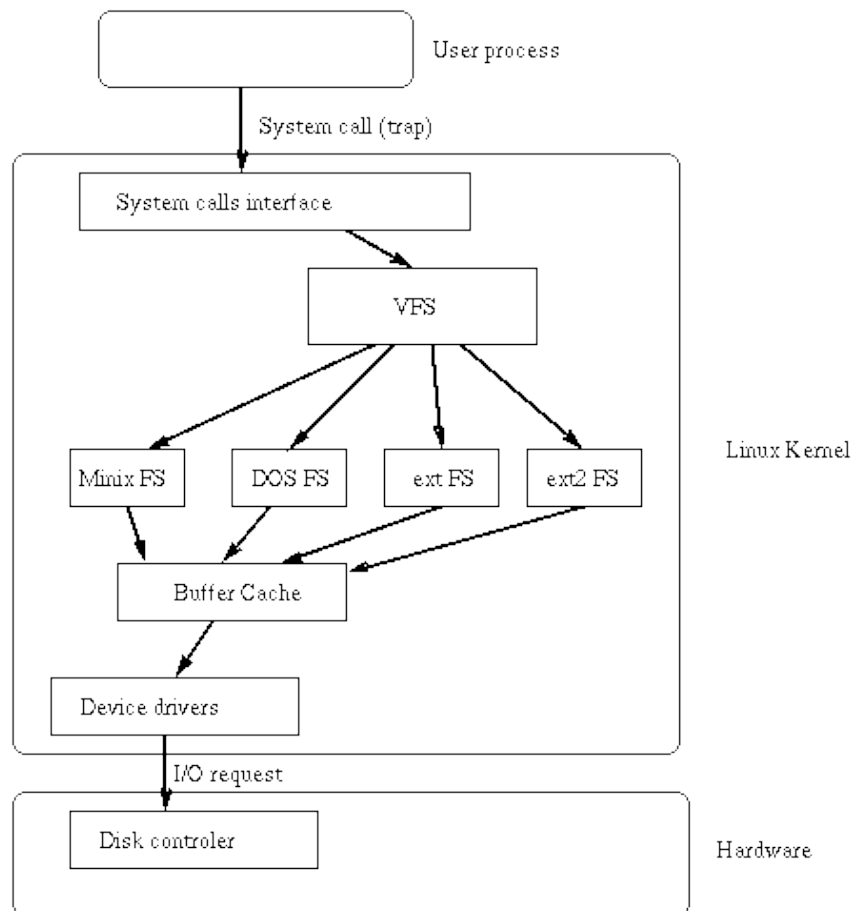 User process
System call (trap)
System calls interface
VFS
Linux Kernel
Minix FS
DOS FS
ext FS
ext2 FS
Buffer Cache
Device drivers
I/O request
Disk controler
Hardware